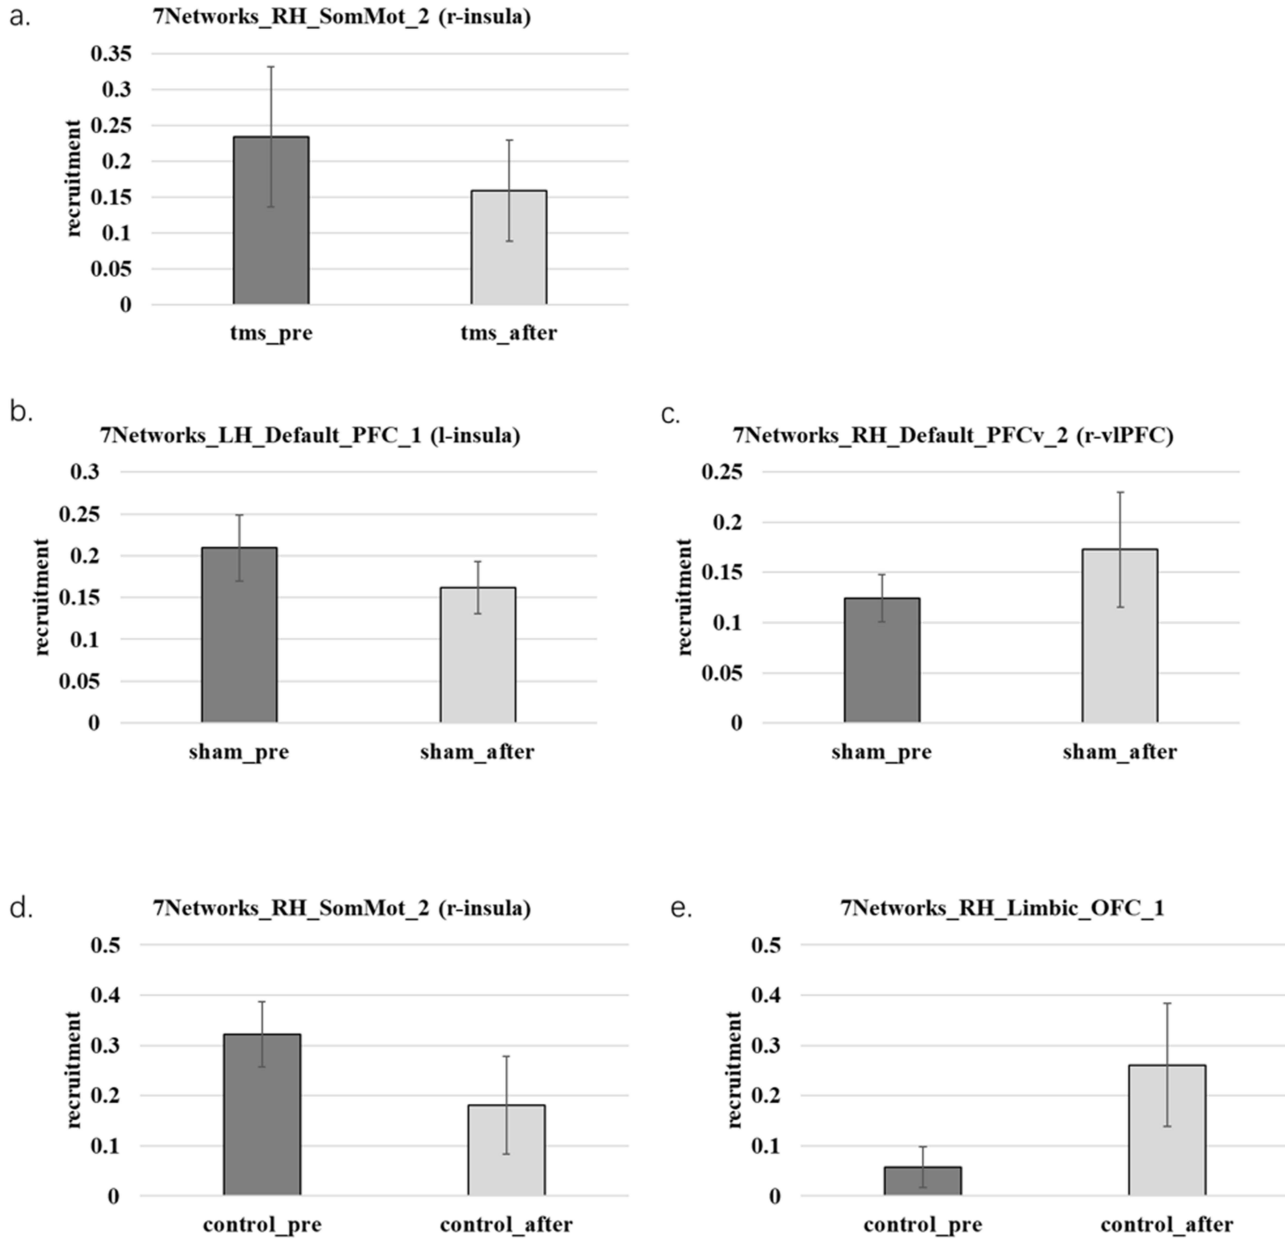 a.
7Networks_RH_SomMot_2 (r-insula)
recruitment
0.35
0.3
0.25
0.2
0.15
0.1
0.05
0
tms_pre tms_after
b.
7Networks_LH_Default_PFC_1 (l-insula)
recruitment
0.3
0.25
0.2
0.15
0.1
0.05
0
sham_pre sham_after
c.
7Networks_RH_Default_PFCv_2 (r-vlPFC)
recruitment
0.25
0.2
0.15
0.1
0.05
0
sham_pre sham_after
d.
7Networks_RH_SomMot_2 (r-insula)
recruitment
0.5
0.4
0.3
0.2
0.1
0
control_pre control_after
e.
7Networks_RH_Limbic_OFC_1
recruitment
0.5
0.4
0.3
0.2
0.1
0
control_pre control_after